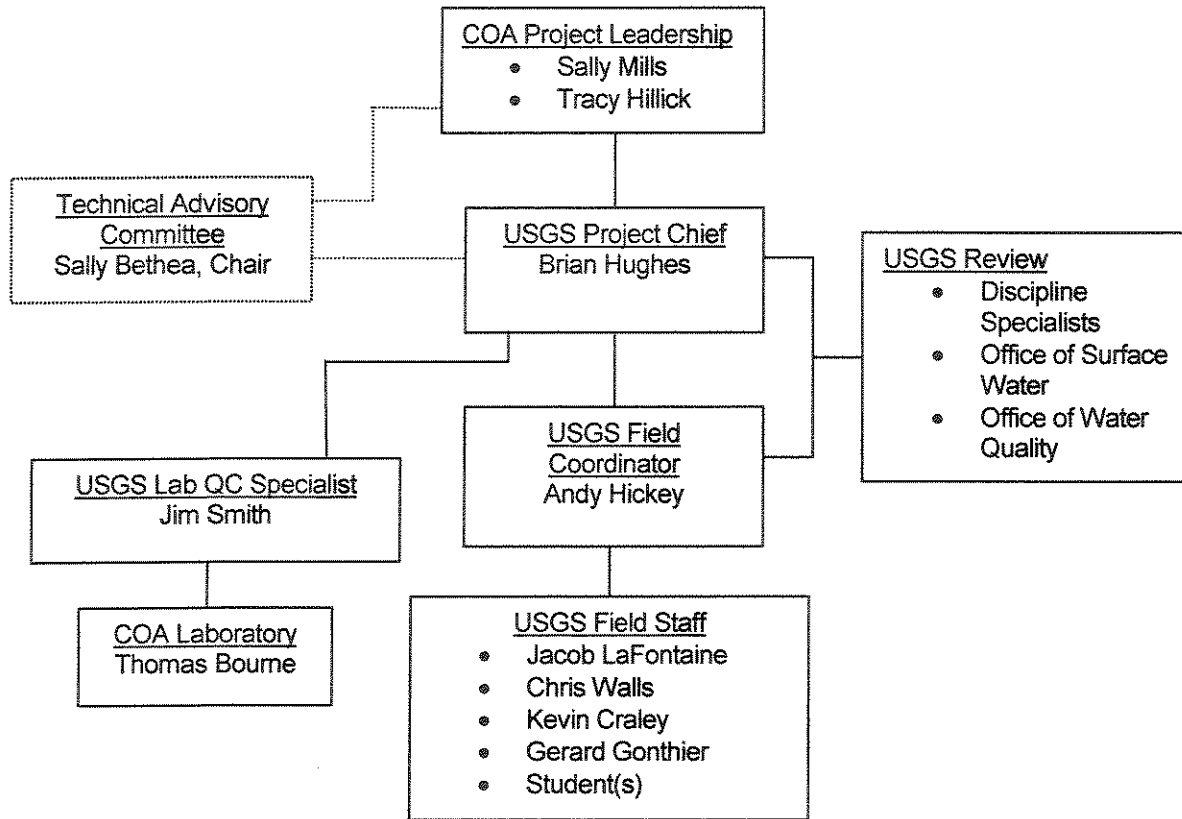 COA Project Leadership
• Sally Mills
• Tracy Hillick
Technical Advisory
Committee
Sally Bethea, Chair
USGS Project Chief
Brian Hughes
USGS Review
• Discipline
Specialists
• Office of Surface
Water
• Office of Water
Quality
USGS Field
Coordinator
Andy Hickey
USGS Lab QC Specialist
Jim Smith
COA Laboratory
Thomas Bourne
USGS Field Staff
• Jacob LaFontaine
• Chris Walls
• Kevin Craley
• Gerard Gonthier
• Student(s)